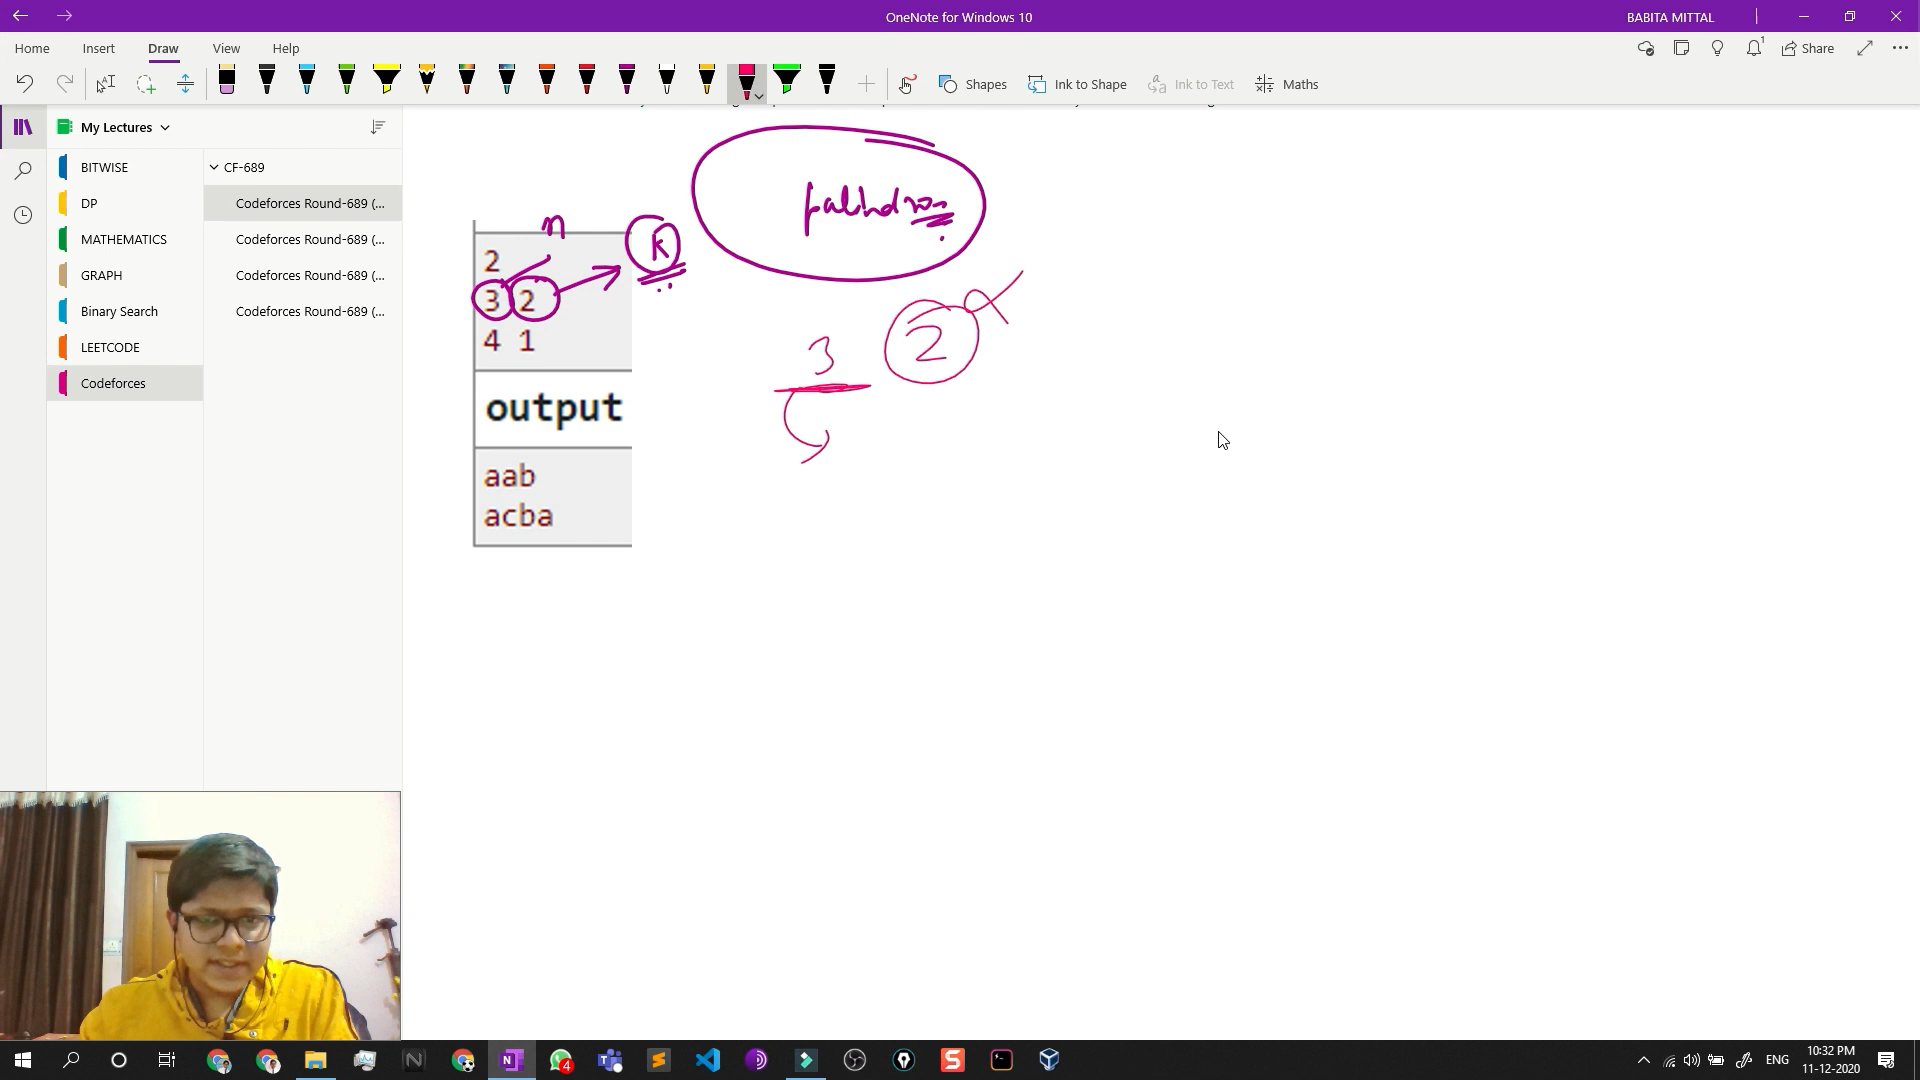 OneNote for Windows 10
BABITA MITTAL
Home Insert Draw View Help
1
Share
Shapes
Ink to Shape
Ink to Text
Maths
My Lectures
BITWISE
DP
MATHEMATICS
GRAPH
Binary Search
LEETCODE
Codeforces
CF-689
Codeforces Round-689 (...
Codeforces Round-689 (...
Codeforces Round-689 (...
Codeforces Round-689 (...
n
K
2
3 2
4 1
output
aab
acba
3
2
4
ENG
10:32 PM
11-12-2020